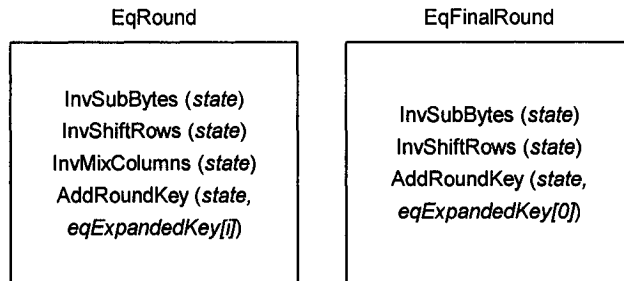 EqRound
InvSubBytes (state)
InvShiftRows (state)
InvMixColumns (state)
AddRoundKey (state,
eqExpandedKey[i])
EqFinalRound
InvSubBytes (state)
InvShiftRows (state)
AddRoundKey (state,
eqExpandedKey[0])